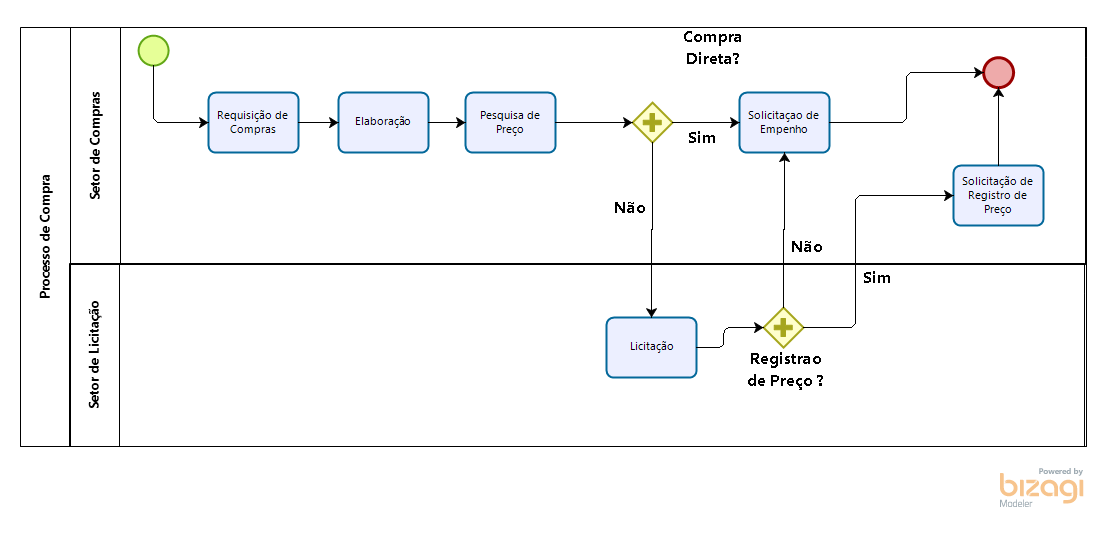 Processo de Compra
Setor de Compras
Requisição de
Compras
Elaboração
Pesquisa de
Preço
Compra
Direta?
Sim
Não
Solicitaçao de
Empenho
Solicitação de
Registro de
Preço
Não
Sim
Setor de Licitação
Licitação
Registrao
de Preço ?
Powered by
bizagi
Modeler